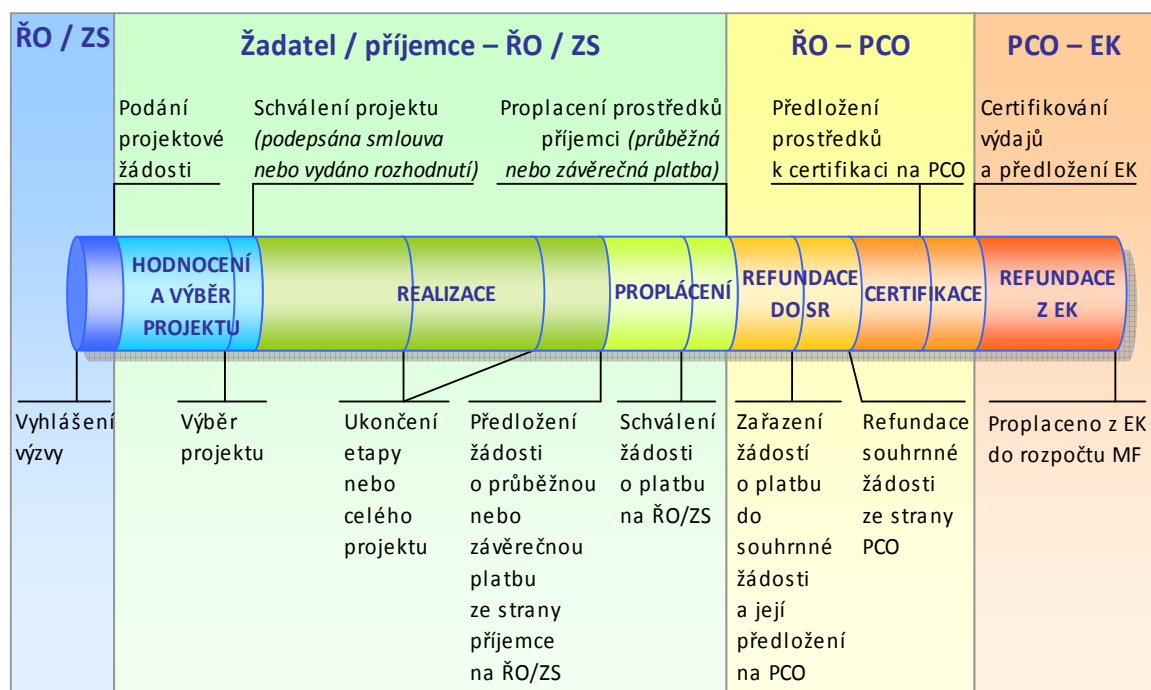 ŘO / ZS
Žadatel / příjemce – ŘO / ZS
ŘO – PCO
PCO – EK
Podání
projektové
žádosti
Schválení projektu
(podepsána smlouva
nebo vydáno rozhodnutí)
Proplacení prostředků
příjemci (průběžná
nebo závěrečná platba)
Předložení
prostředků
k certifikaci na PCO
Certifikování
výdajů
a předložení EK
HODNOCENÍ
A VÝBĚR
PROJEKTU
REALIZACE
PROPLÁCENÍ
REFUNDACE
DO SR
CERTIFIKACE
REFUNDACE
Z EK
Vyhlášení
výzvy
Výběr
projektu
Ukončení
etapy
nebo
celého
projektu
Předložení
žádosti
o průběžnou
nebo
závěrečnou
platbu
ze strany
příjemce
na ŘO/ZS
Schválení
žádosti
o platbu
na ŘO/ZS
Zařazení
žádostí
o platbu
do
souhrnné
žádosti
a její
předložení
na PCO
Refundace
souhrnné
žádosti
ze strany
PCO
Proplaceno z EK
do rozpočtu MF